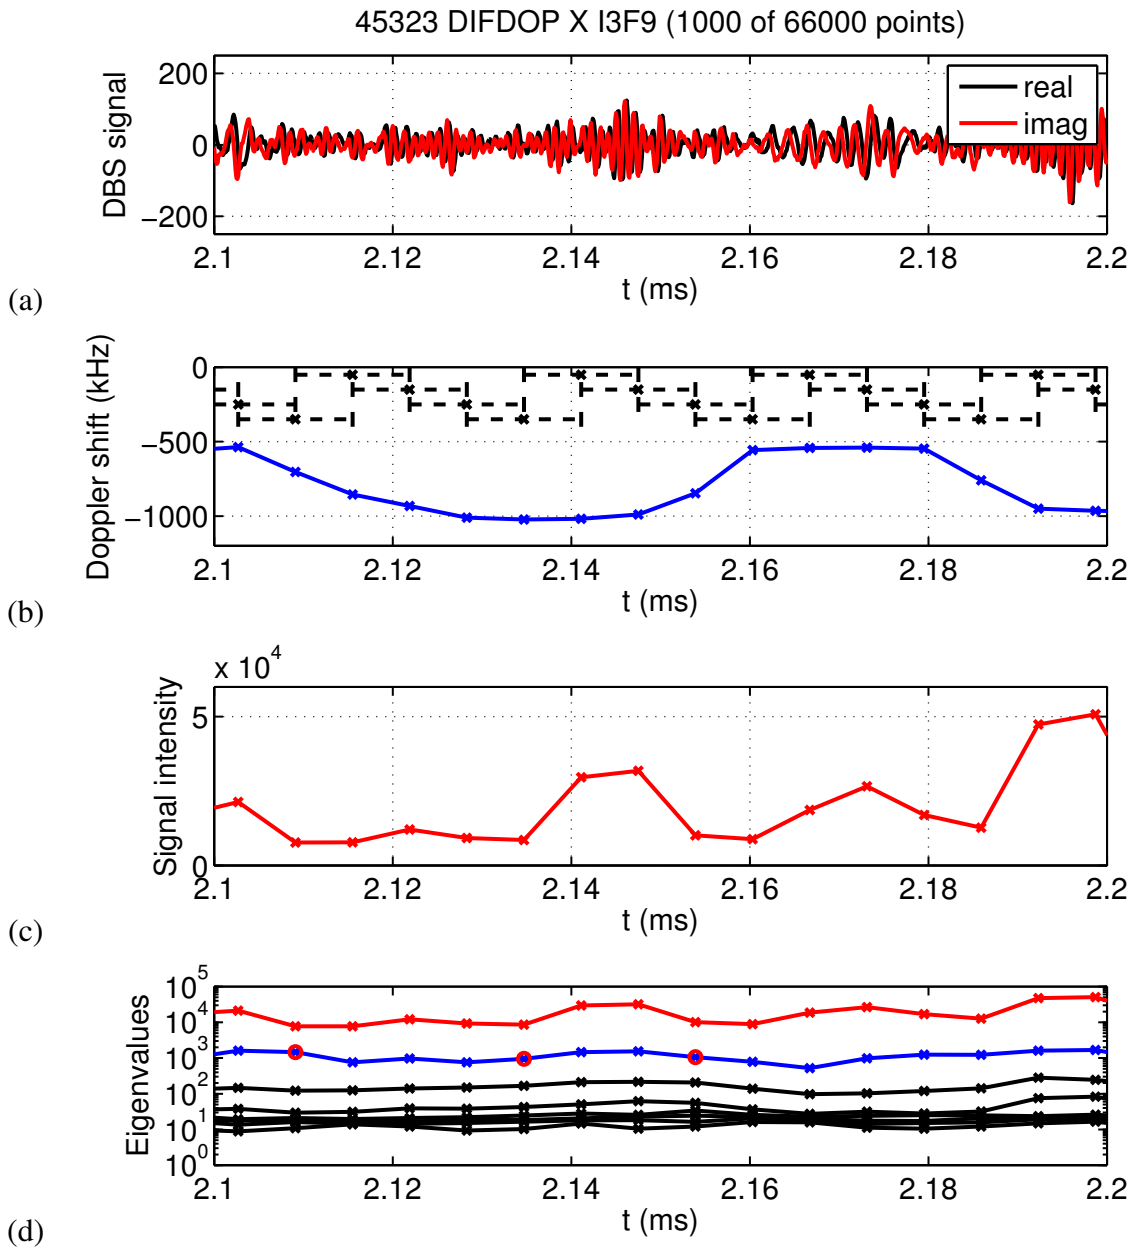 45323 DIFDOP X I3F9 (1000 of 66000 points)
200
0
−200
DBS signal
real
imag
2.1 2.12 2.14 2.16 2.18 2.2
t (ms)
(a)
0
−500
−1000
Doppler shift (kHz)
2.1 2.12 2.14 2.16 2.18 2.2
t (ms)
(b)
x 10^4
5
0
Signal intensity
2.1 2.12 2.14 2.16 2.18 2.2
t (ms)
(c)
10^5
10^4
10^3
10^2
10^1
10^0
Eigenvalues
2.1 2.12 2.14 2.16 2.18 2.2
t (ms)
(d)